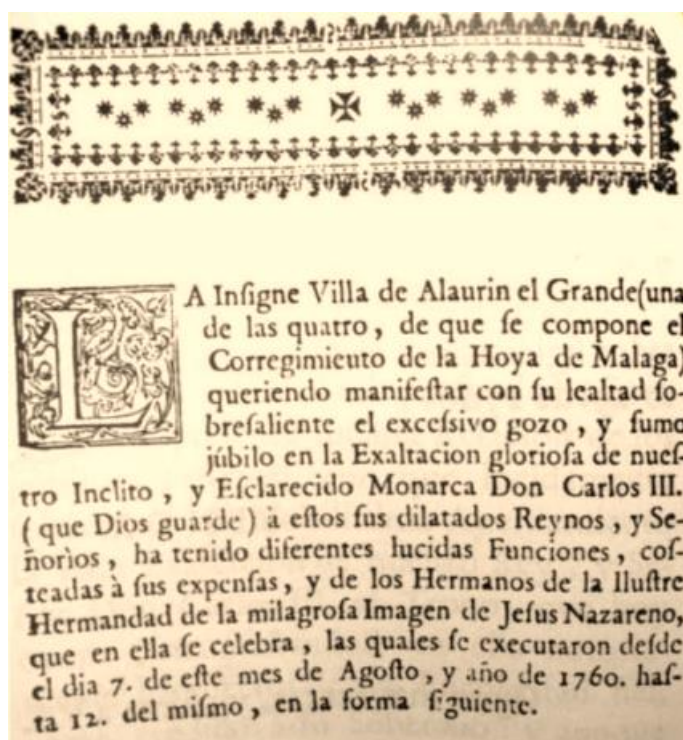 LA Insigne Villa de Alaurin el Grande(una
de las quatro, de que se compone el
Corregimieuto de la Hoya de Malaga)
queriendo manifestar con su lealtad so-
bresaliente el excessivo gozo, y sumo
júbilo en la Exaltacion gloriosa de nues-
tro Inclito, y Esclarecido Monarca Don Carlos III.
(que Dios guarde) à estos sus dilatados Reynos, y Se-
ñorios, ha tenido diferentes lucidas Funciones, cos-
teadas à sus expensas, y de los Hermanos de la Ilustre
Hermandad de la milagrosa Imagen de Jesus Nazareno,
que en ella se celebra, las quales se executaron desde
el dia 7. de este mes de Agosto, y año de 1760. has-
ta 12. del mismo, en la forma siguiente.